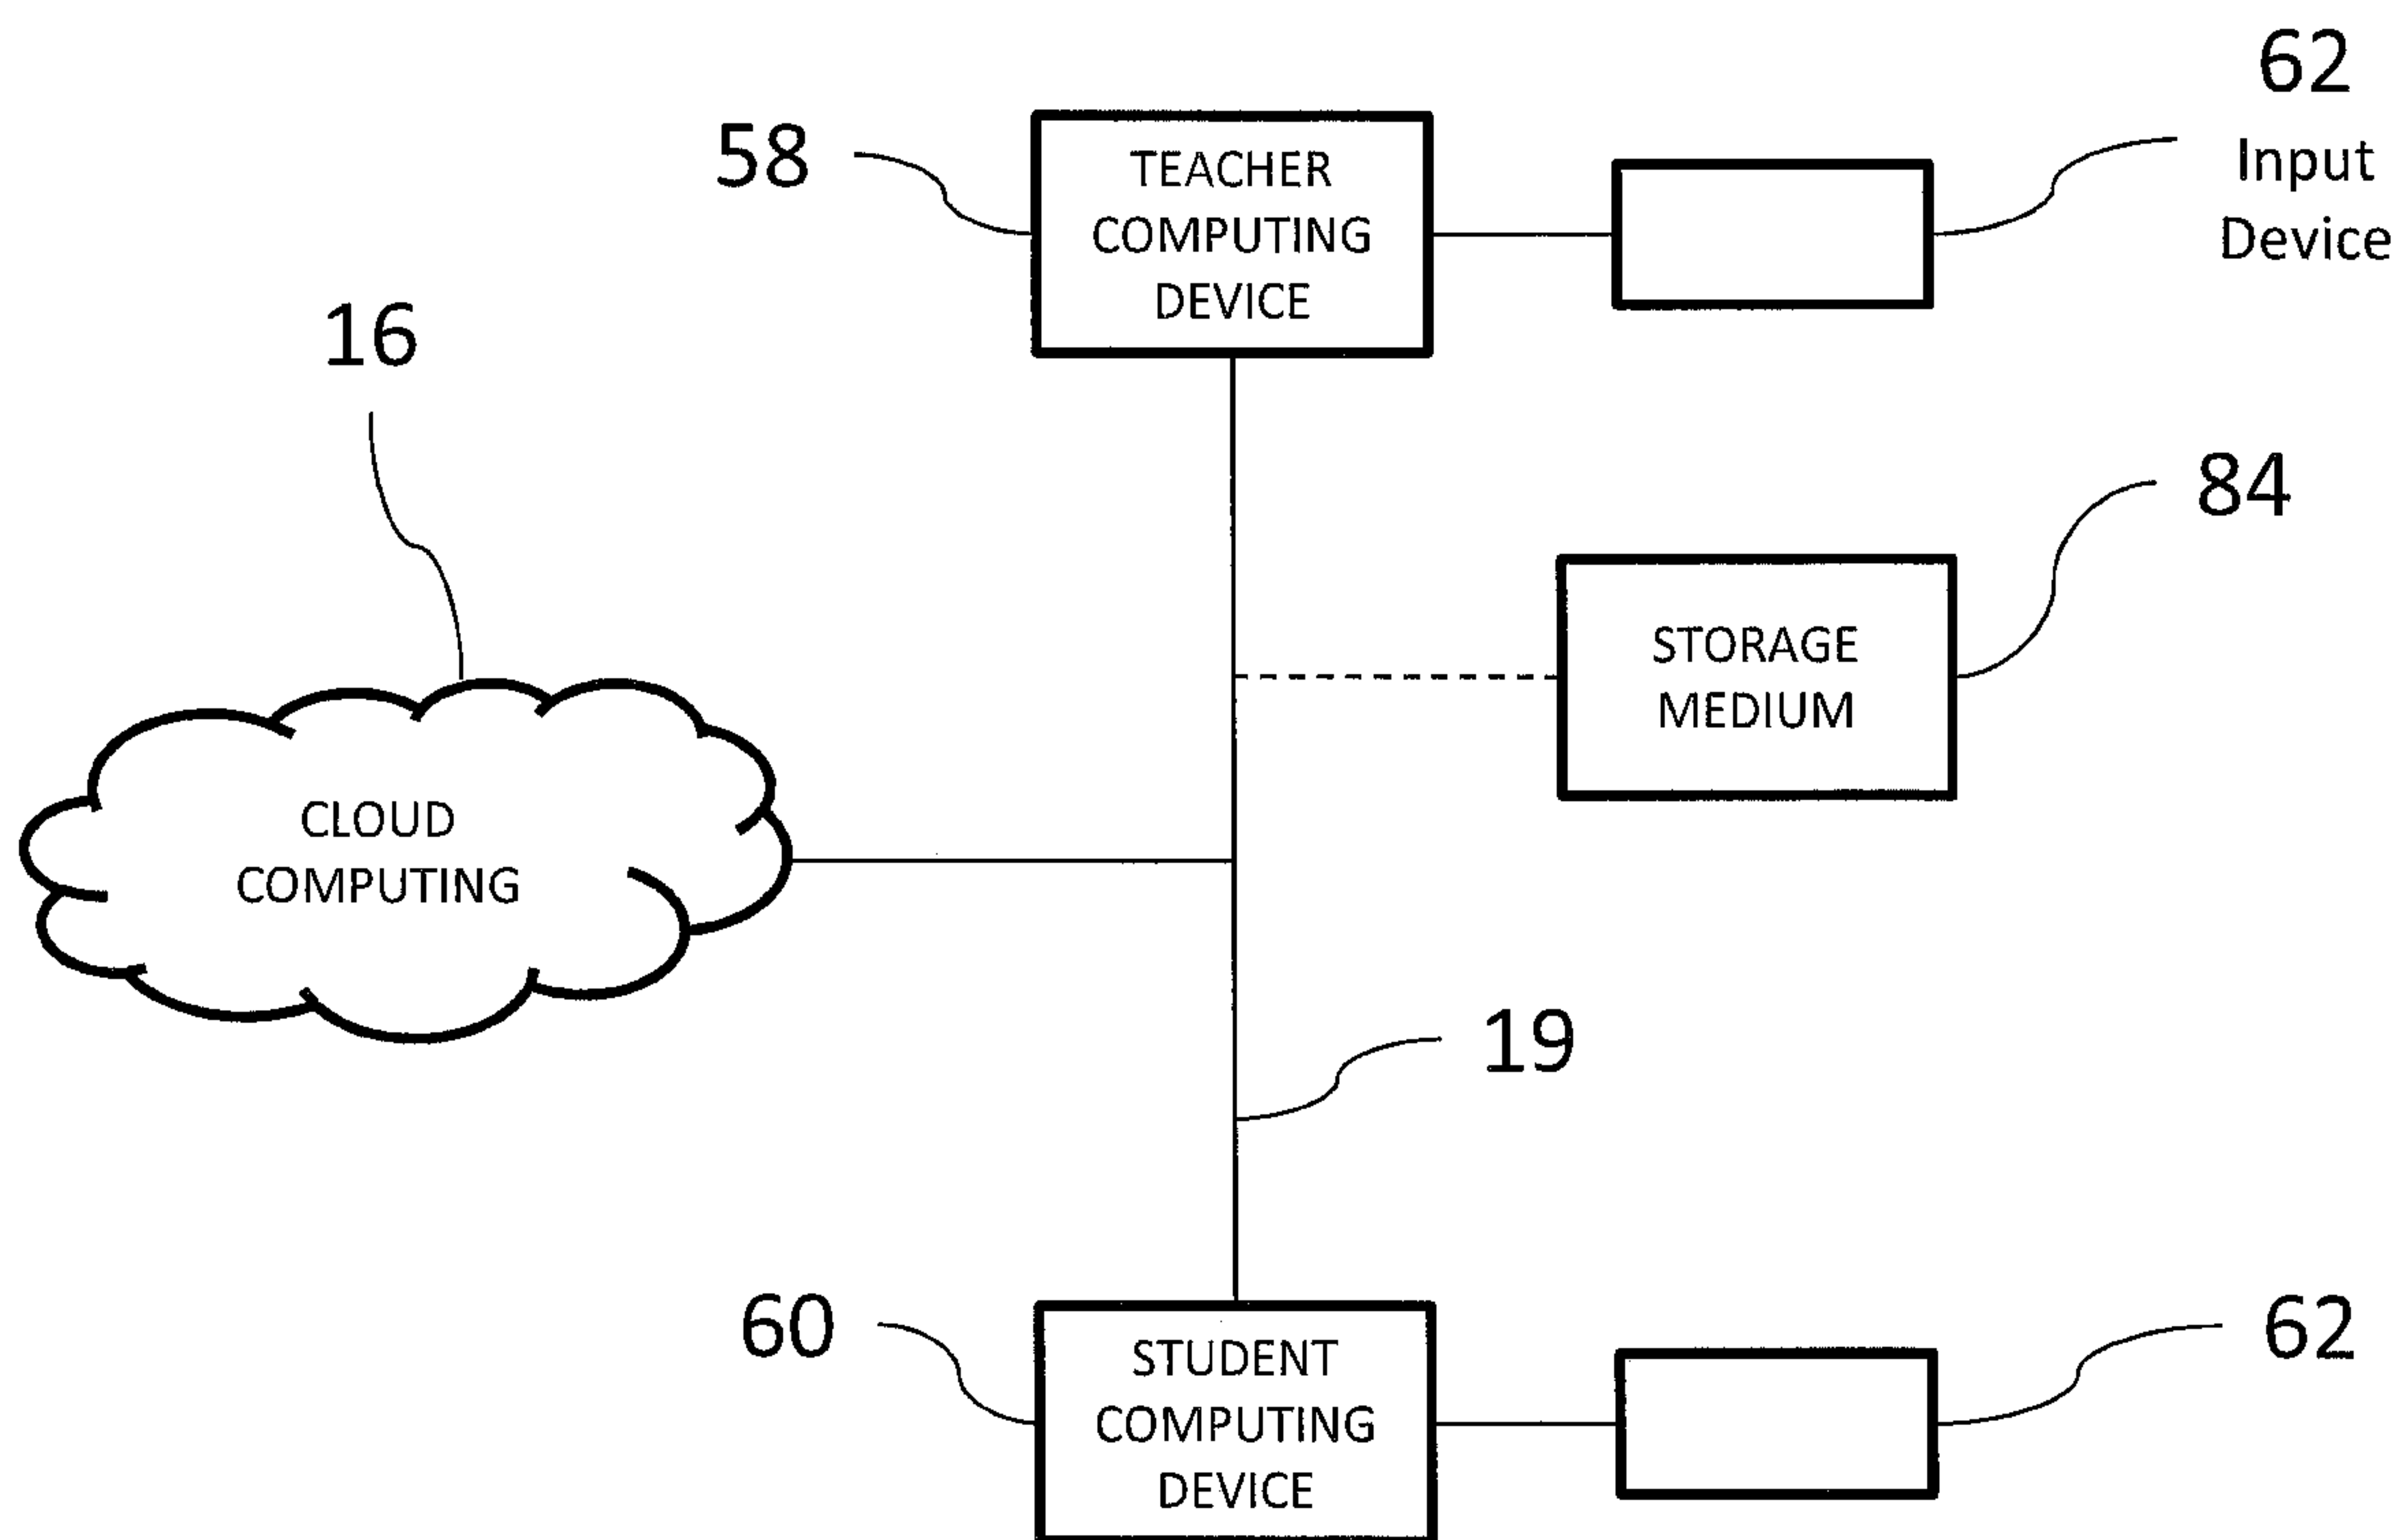 62
Input
Device
58
TEACHER
COMPUTING
DEVICE
16
84
STORAGE
MEDIUM
CLOUD
COMPUTING
19
60
STUDENT
COMPUTING
DEVICE
62